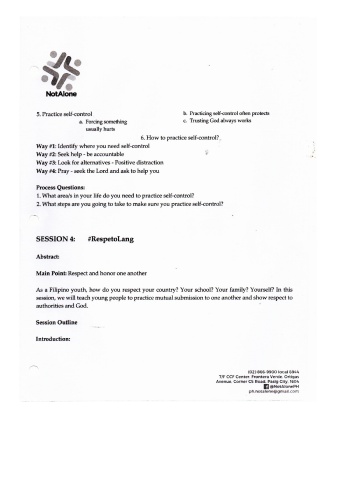 NotAlone
5. Practice self-control
a. Forcing something
usually hurts
b. Practicing self-control often protects
c. Trusting God always works
6. How to practice self-control?
Way #1: Identify where you need self-control
Way #2: Seek help - be accountable
Way #3: Look for alternatives - Positive distraction
Way #4: Pray - seek the Lord and ask to help you
Process Questions:
1. What area/s in your life do you need to practice self-control?
2. What steps are you going to take to make sure you practice self-control?
SESSION 4: #RespetoLang
Abstract:
Main Point: Respect and honor one another
As a Filipino youth, how do you respect your country? Your school? Your family? Yourself? In this
session, we will teach young people to practice mutual submission to one another and show respect to
authorities and God.
Session Outline
Introduction:
(02) 866-9900 local
7/F CCF Center, Frontera Verde, Ortigas
Avenue, Corner C5 Road, Pasig City, 1604
@NotAlonePH
ph.notalone@gmail.com